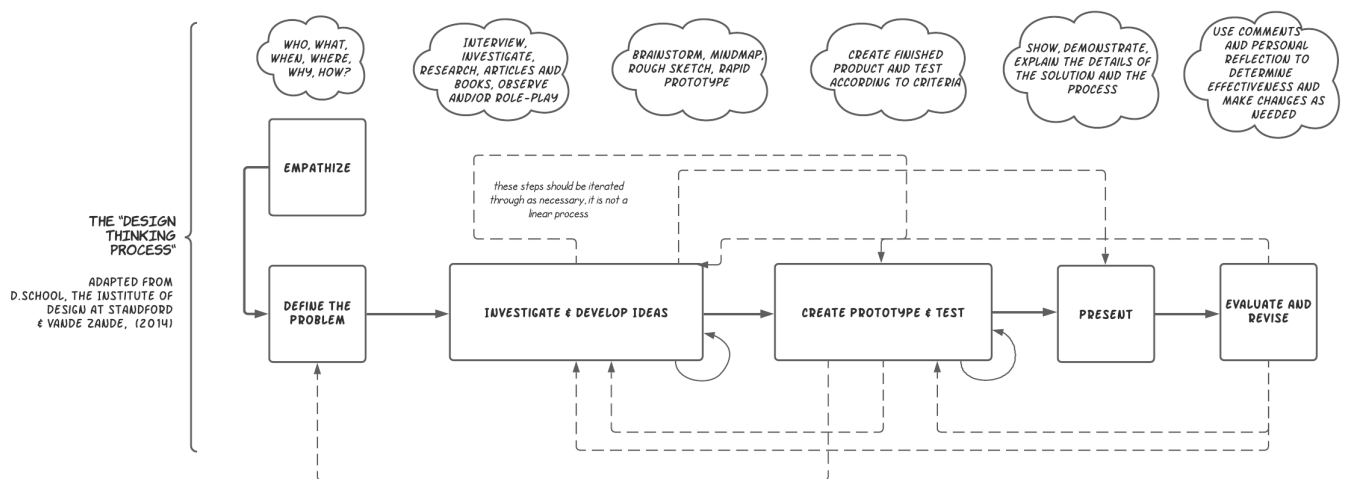 WHO, WHAT,
WHEN, WHERE,
WHY, HOW?
INTERVIEW,
INVESTIGATE,
RESEARCH, ARTICLES AND
BOOKS, OBSERVE
AND/OR ROLE-PLAY
BRAINSTORM, MINDMAP,
ROUGH SKETCH, RAPID
PROTOTYPE
CREATE FINISHED
PRODUCT AND TEST
ACCORDING TO CRITERIA
SHOW, DEMONSTRATE,
EXPLAIN THE DETAILS OF
THE SOLUTION AND THE
PROCESS
USE COMMENTS
AND PERSONAL
REFLECTION TO
DETERMINE
EFFECTIVENESS AND
MAKE CHANGES AS
NEEDED
EMPATHIZE
these steps should be iterated
through as necessary, it is not a
linear process
THE "DESIGN
THINKING
PROCESS"
ADAPTED FROM
D.SCHOOL, THE INSTITUTE OF
DESIGN AT STANDFORD
& VANDE ZANDE, (2014)
DEFINE THE
PROBLEM
INVESTIGATE & DEVELOP IDEAS
CREATE PROTOTYPE & TEST
PRESENT
EVALUATE AND
REVISE